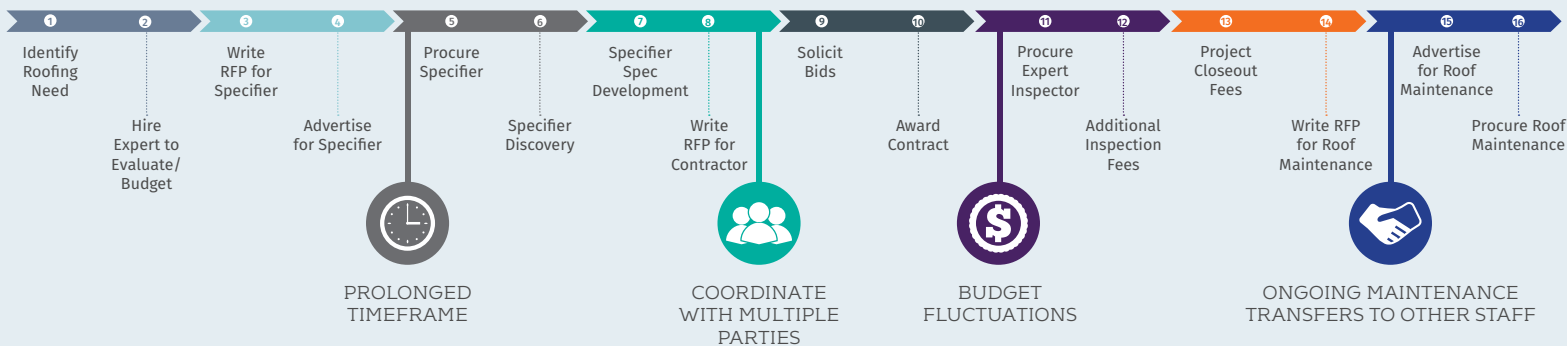 1
Identify
Roofing
Need
2
Hire
Expert to
Evaluate/
Budget
3
Write
RFP for
Specifier
4
Advertise
for Specifier
5
Procure
Specifier
6
Specifier
Discovery
7
Specifier
Spec
Development
8
Write
RFP for
Contractor
9
Solicit
Bids
10
Award
Contract
11
Procure
Expert
Inspector
12
Additional
Inspection
Fees
13
Project
Closeout
Fees
14
Write RFP
for Roof
Maintenance
15
Advertise
for Roof
Maintenance
16
Procure Roof
Maintenance
PROLONGED
TIMEFRAME
COORDINATE
WITH MULTIPLE
PARTIES
$
BUDGET
FLUCTUATIONS
ONGOING MAINTENANCE
TRANSFERS TO OTHER STAFF